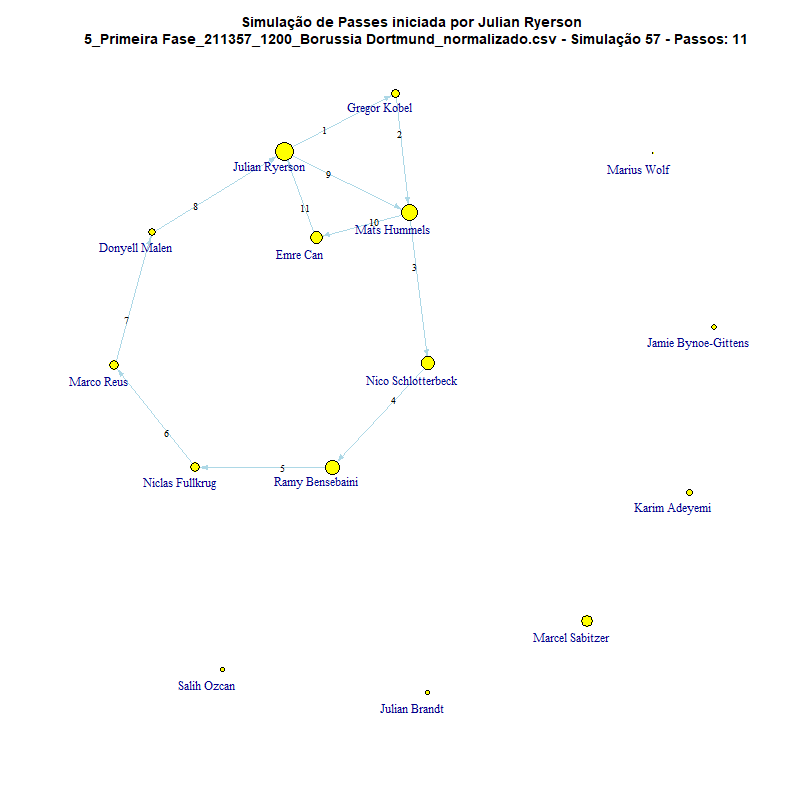 Simulação de Passes iniciada por Julian Ryerson
5_Primeira Fase_211357_1200_Borussia Dortmund_normalizado.csv - Simulação 57 - Passos: 11
Gregor Kobel
1
2
Julian Ryerson
Marius Wolf
9
8
11
10
Mats Hummels
Donyell Malen
Emre Can
3
7
Jamie Bynoe-Gittens
Marco Reus
Nico Schlotterbeck
4
6
5
Niclas Fullkrug
Ramy Bensebaini
Karim Adeyemi
Marcel Sabitzer
Salih Ozcan
Julian Brandt